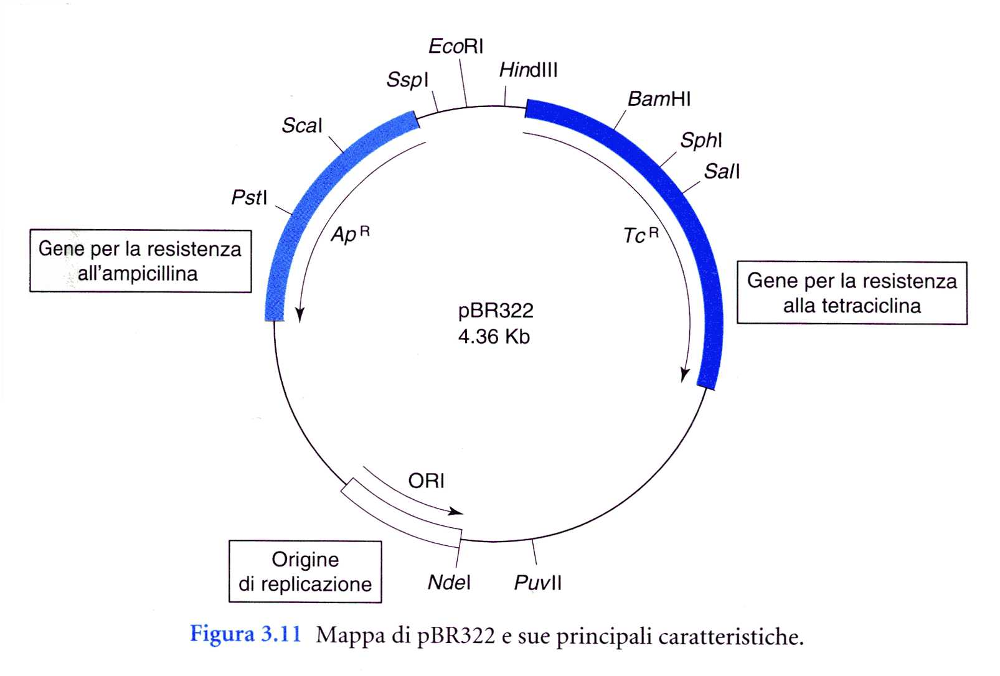 EcoRI
HindIII
SspI
BamHI
ScaI
SphI
SalI
PstI
Ap R
Tc R
Gene per la resistenza
all'ampicillina
Gene per la resistenza
alla tetraciclina
pBR322
4.36 Kb
ORI
Origine
di replicazione
NdeI
PuvII
Figura 3.11 Mappa di pBR322 e sue principali caratteristiche.